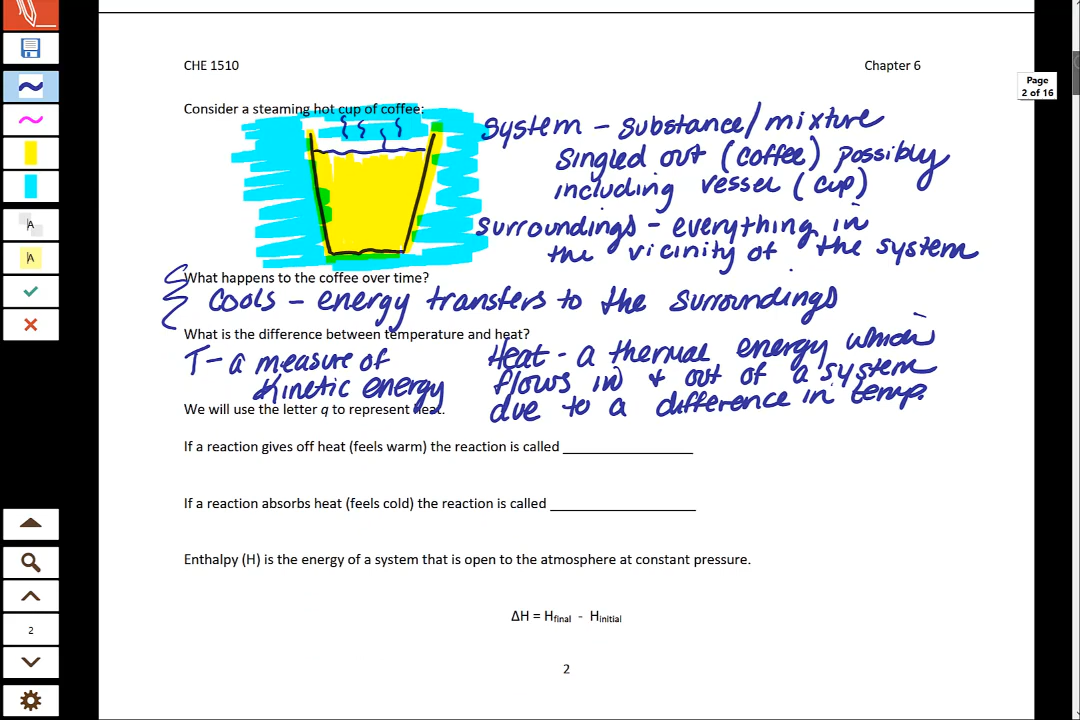 CHE 1510
Chapter 6
Page
2 of 16
Consider a steaming hot cup of coffee:
system - substance/mixture
singled out (coffee) possibly
including vessel (cup)
surroundings - everything in
the vicinity of the system
What happens to the coffee over time?
Cools - energy transfers to the surroundings
What is the difference between temperature and heat?
T - a measure of
Kinetic energy
Heat - a thermal energy which
flows in & out of a system
due to a difference in temp.
We will use the letter q to represent heat.
If a reaction gives off heat (feels warm) the reaction is called ________________
If a reaction absorbs heat (feels cold) the reaction is called __________________
Enthalpy (H) is the energy of a system that is open to the atmosphere at constant pressure.
ΔH = Hfinal - Hinitial
2
A
A
2